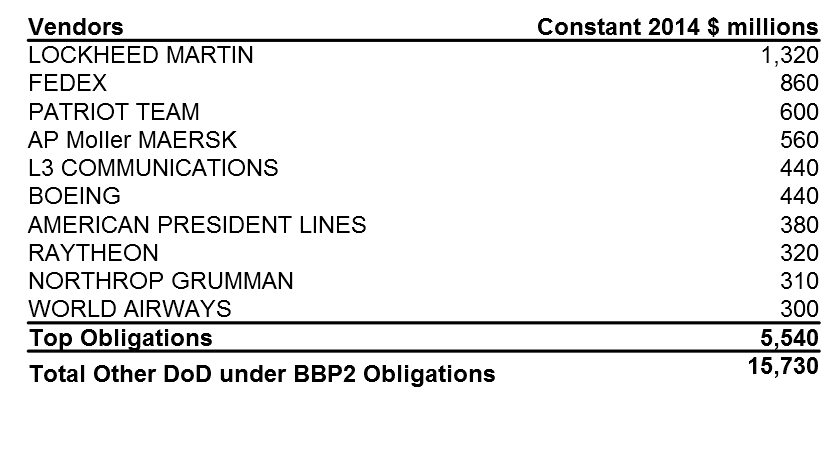 Vendors Constant 2014 $ millions
LOCKHEED MARTIN 1,320
FEDEX 860
PATRIOT TEAM 600
AP Moller MAERSK 560
L3 COMMUNICATIONS 440
BOEING 440
AMERICAN PRESIDENT LINES 380
RAYTHEON 320
NORTHROP GRUMMAN 310
WORLD AIRWAYS 300
Top Obligations 5,540
Total Other DoD under BBP2 Obligations 15,730